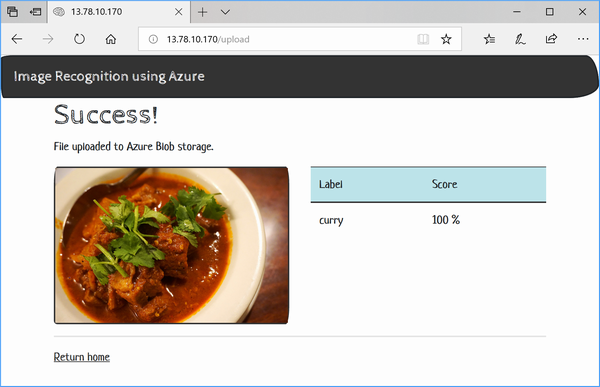 13.78.10.170
13.78.10.170/upload
Image Recognition using Azure
Success!
File uploaded to Azure Blob storage.
Label Score
curry 100 %
Return home